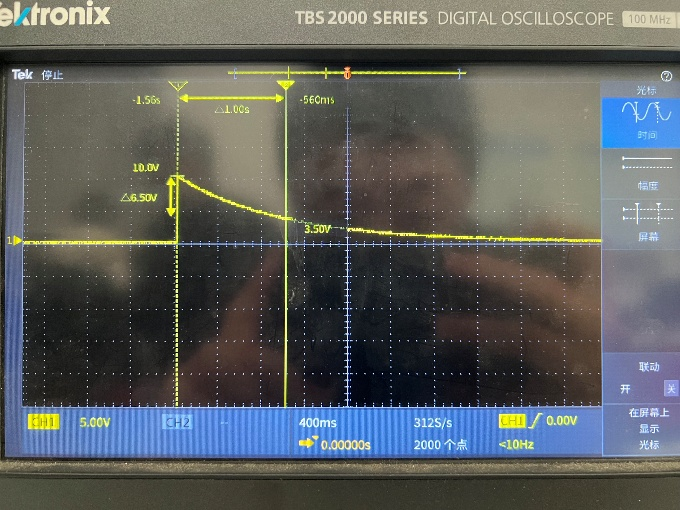 Tektronix
TBS 2000 SERIES DIGITAL OSCILLOSCOPE 100 MHz
Tek 停止
光标
-1.56s
-560ms
△1.00s
时间
10.0V
△6.50V
幅度
3.50V
屏幕
1
联动
开 关
CH1 5.00V CH2 -- 400ms 312S/s CH1 0.00V
0.00000s 2000 个点 <10Hz
在屏幕上
显示
光标